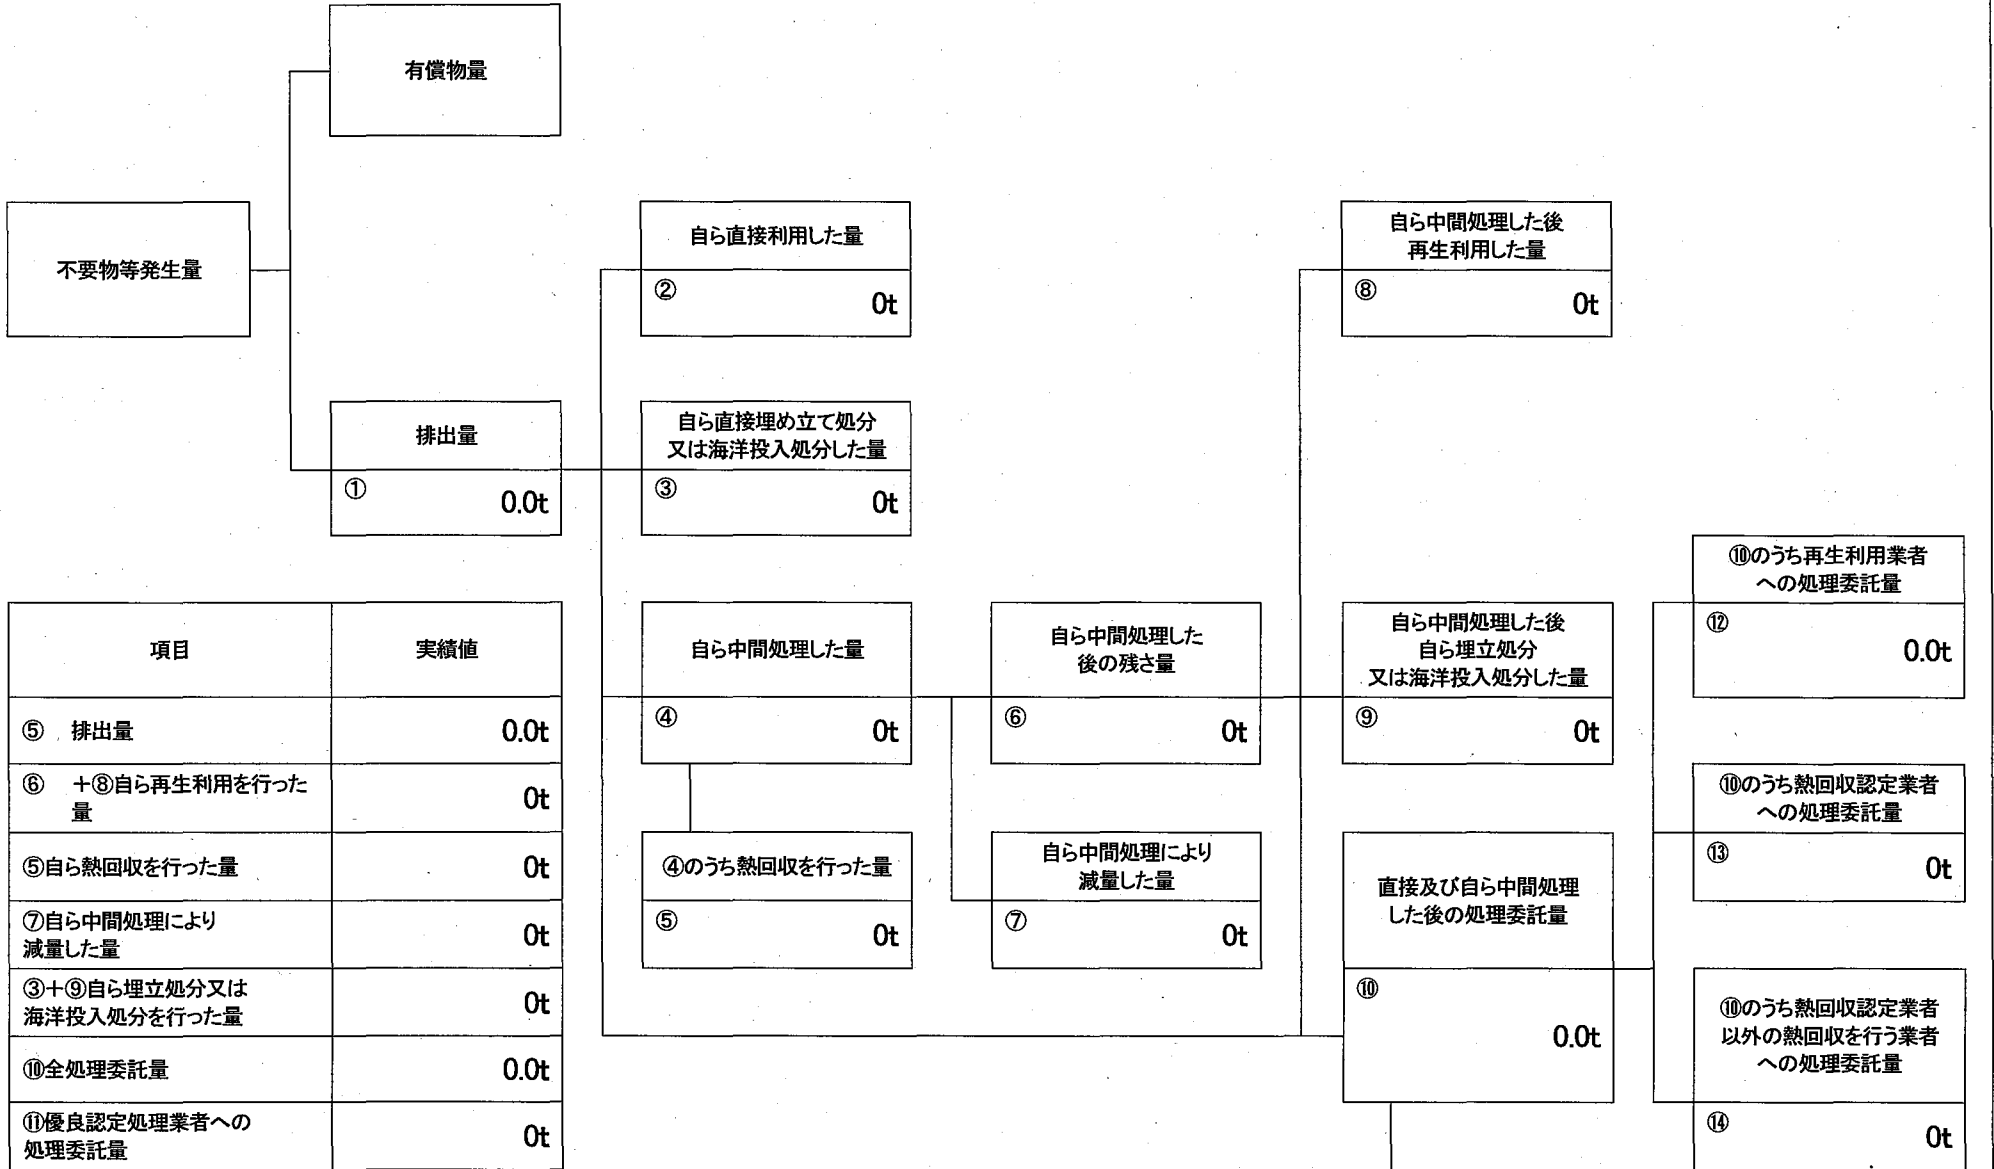 有償物量
不要物等発生量
自ら直接利用した量
②
0t
自ら中間処理した後
再生利用した量
⑧
0t
排出量
①
0.0t
自ら直接埋め立て処分
又は海洋投入処分した量
③
0t
⑩のうち再生利用業者
への処理委託量
⑫
0.0t
項目
実績値
⑤ 排出量
0.0t
⑥ +⑧自ら再生利用を行った
量
0t
⑤自ら熱回収を行った量
0t
⑦自ら中間処理により
減量した量
0t
③+⑨自ら埋立処分又は
海洋投入処分を行った量
0t
⑩全処理委託量
0.0t
⑪優良認定処理業者への
処理委託量
0t
自ら中間処理した量
④
0t
④のうち熱回収を行った量
⑤
0t
自ら中間処理した
後の残さ量
⑥
0t
自ら中間処理により
減量した量
⑦
0t
自ら中間処理した後
自ら埋立処分
又は海洋投入処分した量
⑨
0t
直接及び自ら中間処理
した後の処理委託量
⑩
0.0t
⑩のうち熱回収認定業者
への処理委託量
⑬
0t
⑩のうち熱回収認定業者
以外の熱回収を行う業者
への処理委託量
⑭
0t